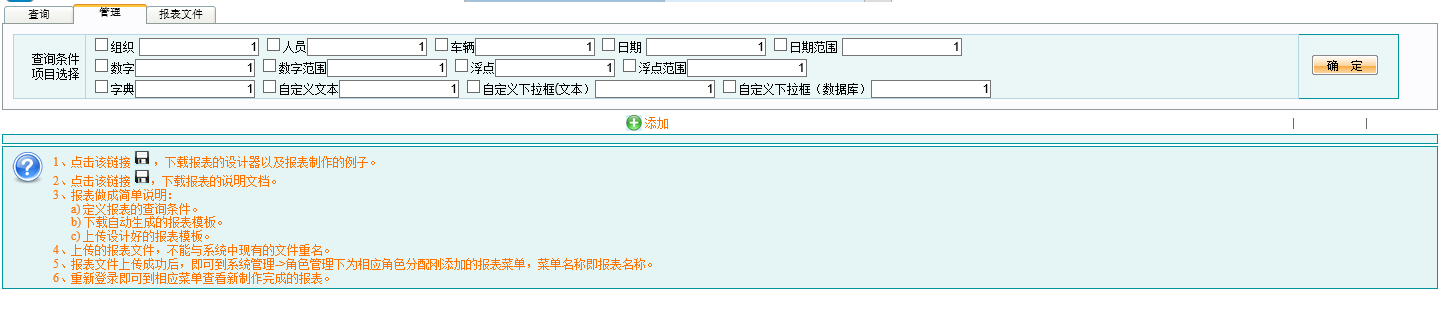 查询 管理 报表文件
查询条件
项目选择
组织 1 人员 1 车辆 1 日期 1 日期范围 1
数字 1 数字范围 1 浮点 1 浮点范围 1
字典 1 自定义文本 1 自定义下拉框(文本) 1 自定义下拉框（数据库） 1
确 定
添加
1、点击该链接 ，下载报表的设计器以及报表制作的例子。
2、点击该链接 ，下载报表的说明文档。
3、报表做成简单说明：
a)定义报表的查询条件。
b)下载自动生成的报表模板。
c)上传设计好的报表模板。
4、上传的报表文件，不能与系统中现有的文件重名。
5、报表文件上传成功后，即可到系统管理->角色管理下为相应角色分配刚添加的报表菜单，菜单名称即报表名称。
6、重新登录即可到相应菜单查看新制作完成的报表。